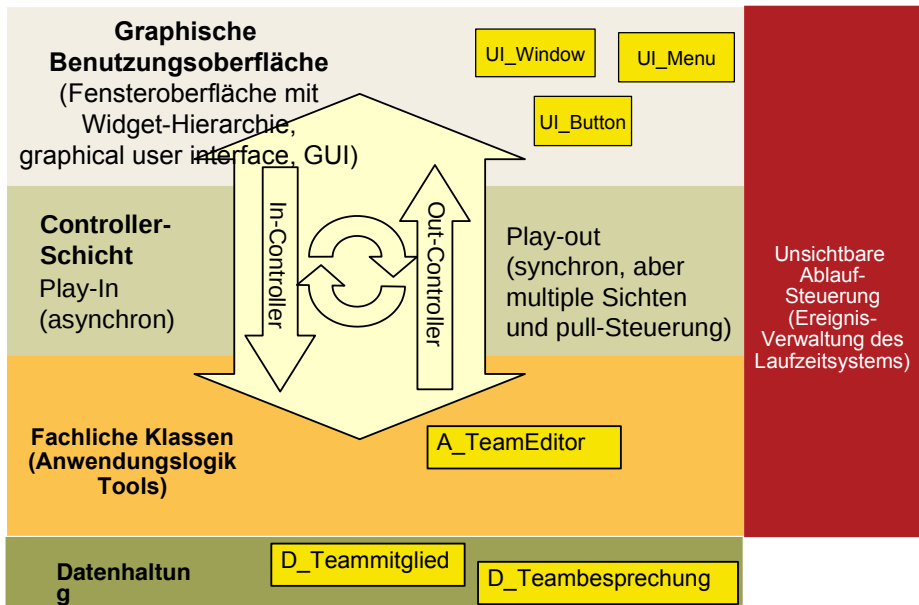 Graphische
Benutzungsoberfläche
(Fensteroberfläche mit
Widget-Hierarchie,
graphical user interface, GUI)
UI_Window
UI_Menu
UI_Button
Controller-
Schicht
Play-In
(asynchron)
In-Controller
Out-Controller
Play-out
(synchron, aber
multiple Sichten
und pull-Steuerung)
Unsichtbare
Ablauf-
Steuerung
(Ereignis-
Verwaltung des
Laufzeitsystems)
Fachliche Klassen
(Anwendungslogik
Tools)
A_TeamEditor
Datenhaltun
g
D_Teammitglied
D_Teambesprechung